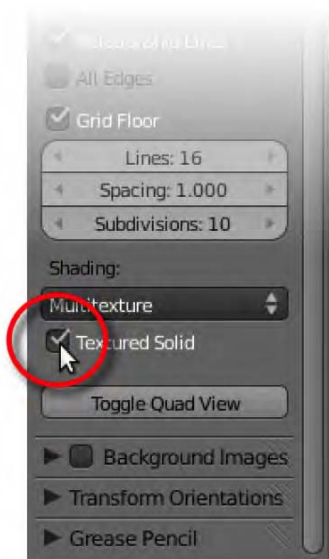 All Edges
Grid Floor
Lines: 16
Spacing: 1.000
Subdivisions: 10
Shading:
Multitexture
Textured Solid
Toggle Quad View
Background Images
Transform Orientations
Grease Pencil